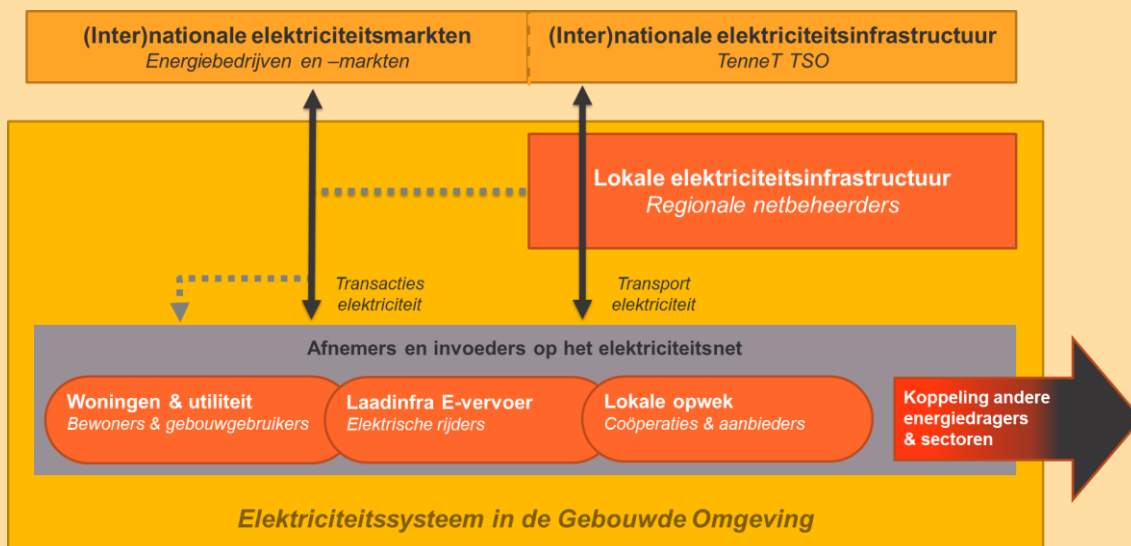 (Inter)nationale elektriciteitsmarkten
Energiebedrijven en –markten
(Inter)nationale elektriciteitsinfrastructuur
TenneT TSO
Lokale elektriciteitsinfrastructuur
Regionale netbeheerders
Transacties
elektriciteit
Transport
elektriciteit
Afnemers en invoeders op het elektriciteitsnet
Woningen & utiliteit
Bewoners & gebouwgebruikers
Laadinfra E-vervoer
Elektrische rijders
Lokale opwek
Coöperaties & aanbieders
Koppeling andere
energiedragers
& sectoren
Elektriciteitssysteem in de Gebouwde Omgeving